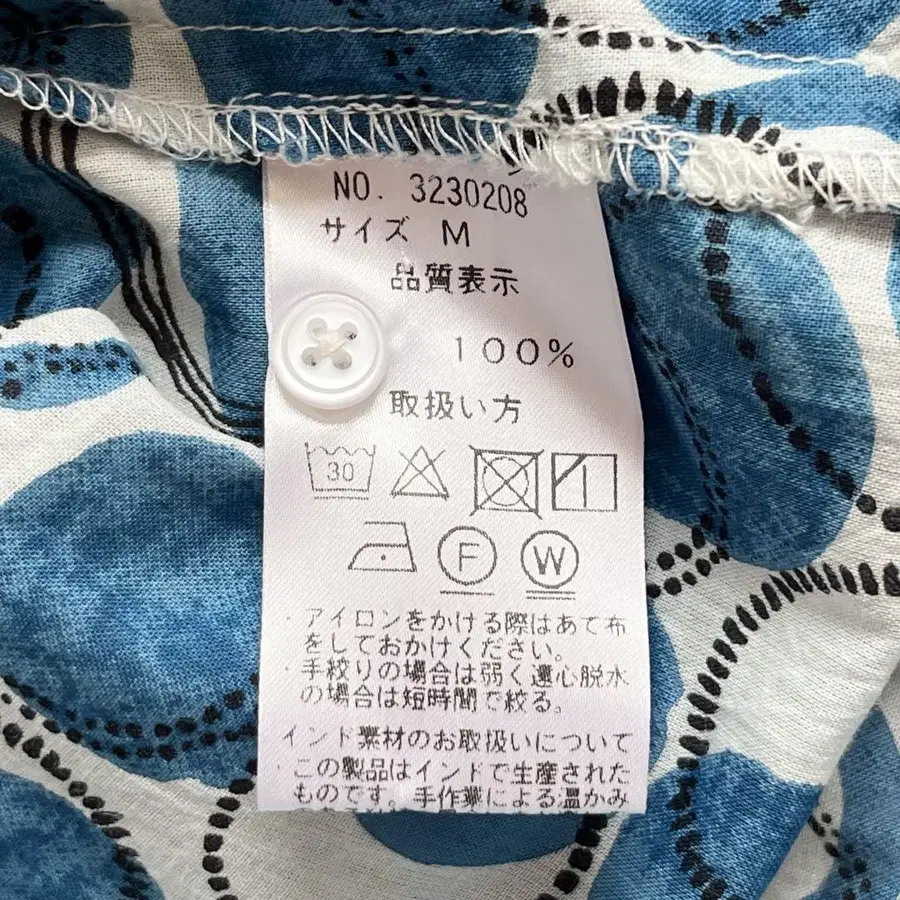 NO. 3230208
サイズ M
品質表示
100%
取扱い方
30
F
W
・アイロンをかける際はあて布
をしておかけください。
・手絞りの場合は弱く遠心脱水
の場合は短時間で絞る。
インド素材のお取扱いについて
・この製品はインドで生産された
ものです。手作業による温かみ